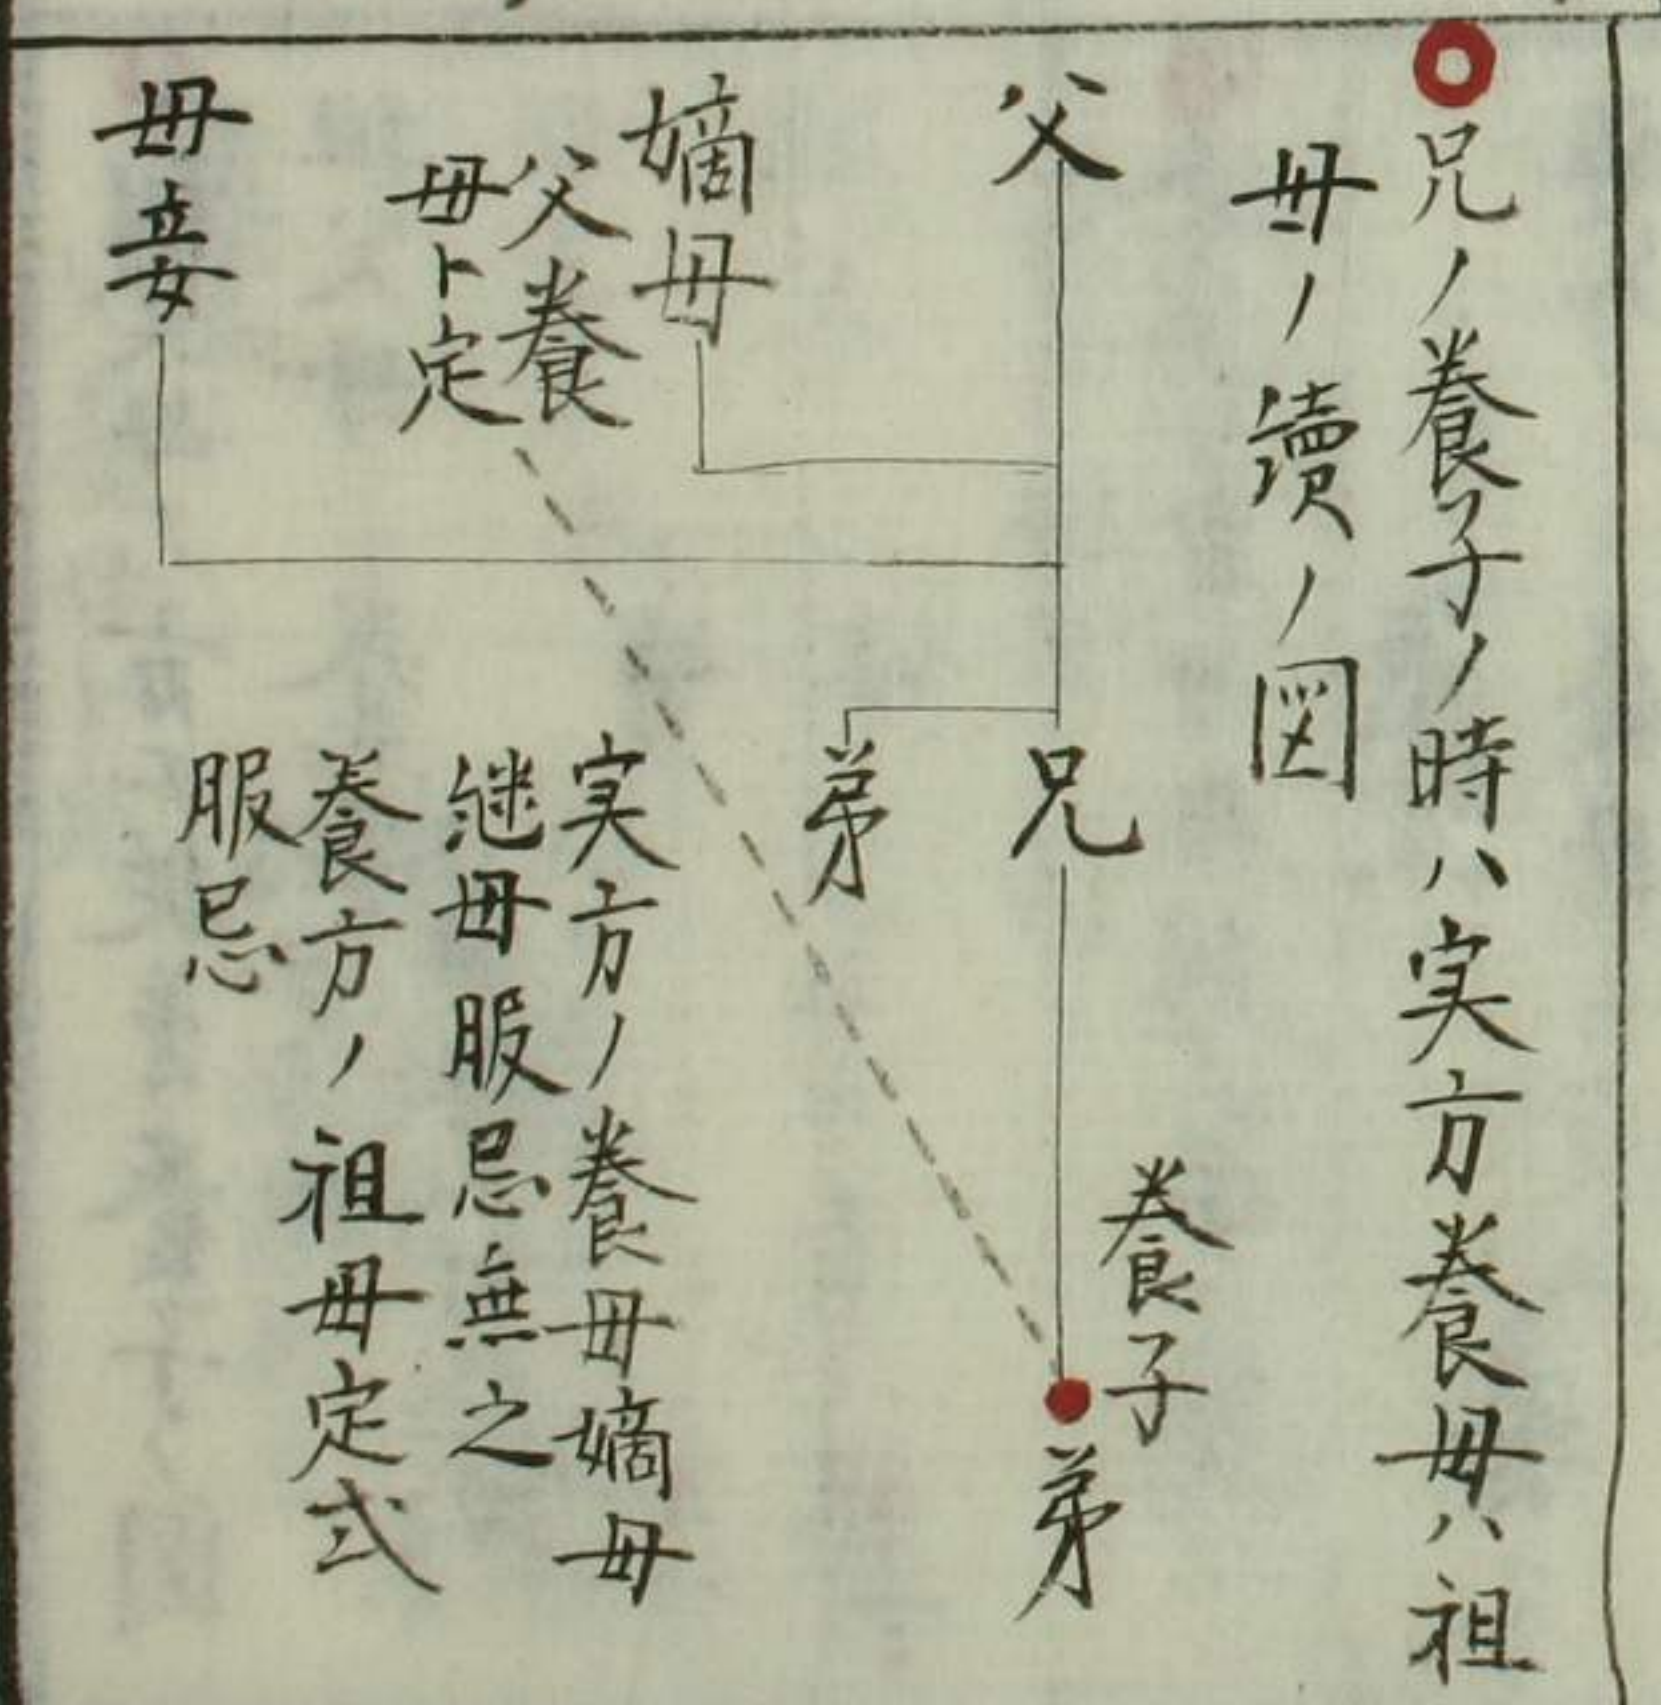 兄ノ養子ノ時ハ実方養母ハ祖
母ノ續ノ図
父
嫡母
父養
母ト定
母妾
兄
弟
養子
弟
実方ノ養母嫡母
継母服忌無之
養方ノ祖母定式
服忌